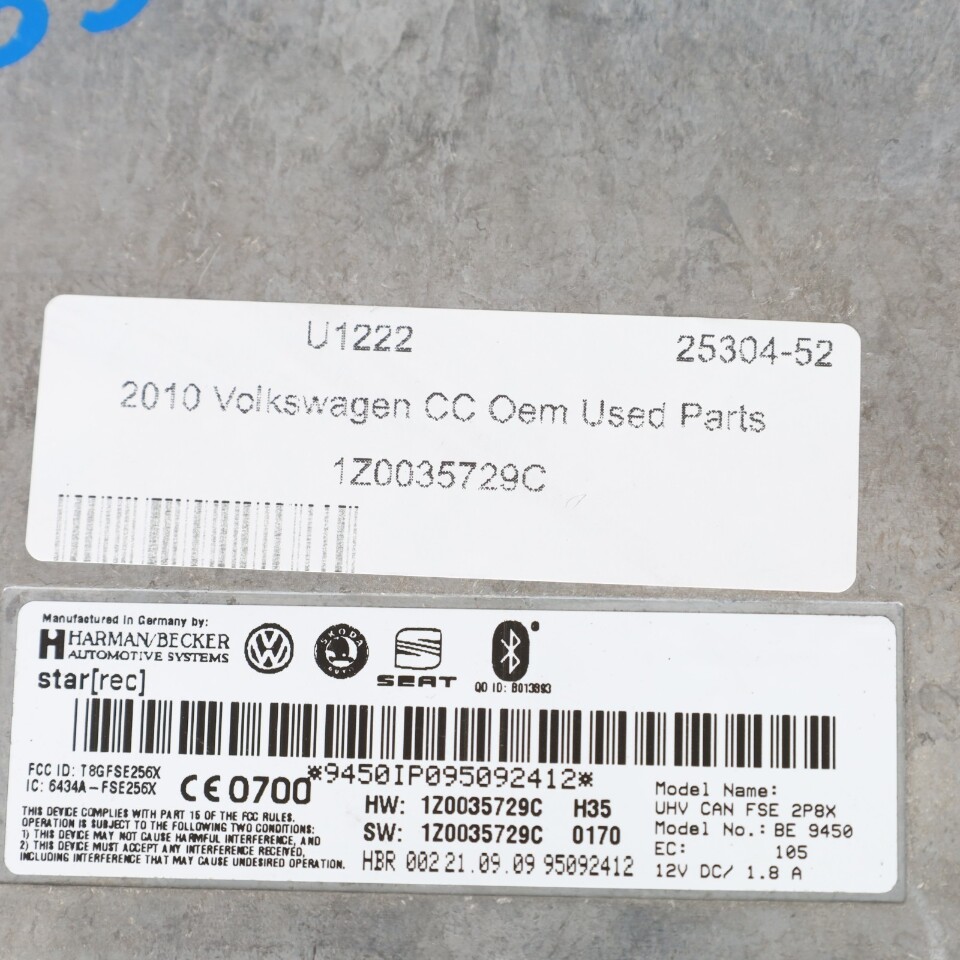 U1222 25304-52
2010 Volkswagen CC Oem Used Parts
1Z0035729C
Manufactured in Germany by:
HARMAN/BECKER
AUTOMOTIVE SYSTEMS
star[rec]
SKODA
AUTO
SEAT
QD ID: B013993
*9450IP095092412*
FCC ID: T8GFSE256X
IC: 6434A-FSE256X
CE 0700
THIS DEVICE COMPLIES WITH PART 15 OF THE FCC RULES.
OPERATION IS SUBJECT TO THE FOLLOWING TWO CONDITIONS:
1) THIS DEVICE MAY NOT CAUSE HARMFUL INTERFERENCE, AND
2) THIS DEVICE MUST ACCEPT ANY INTERFERENCE RECEIVED,
INCLUDING INTERFERENCE THAT MAY CAUSE UNDESIRED OPERATION.
HW: 1Z0035729C H35
SW: 1Z0035729C 0170
HBR 002 21.09.09 95092412
Model Name:
UHV CAN FSE 2P8X
Model No.: BE 9450
EC: 105
12V DC/ 1.8 A